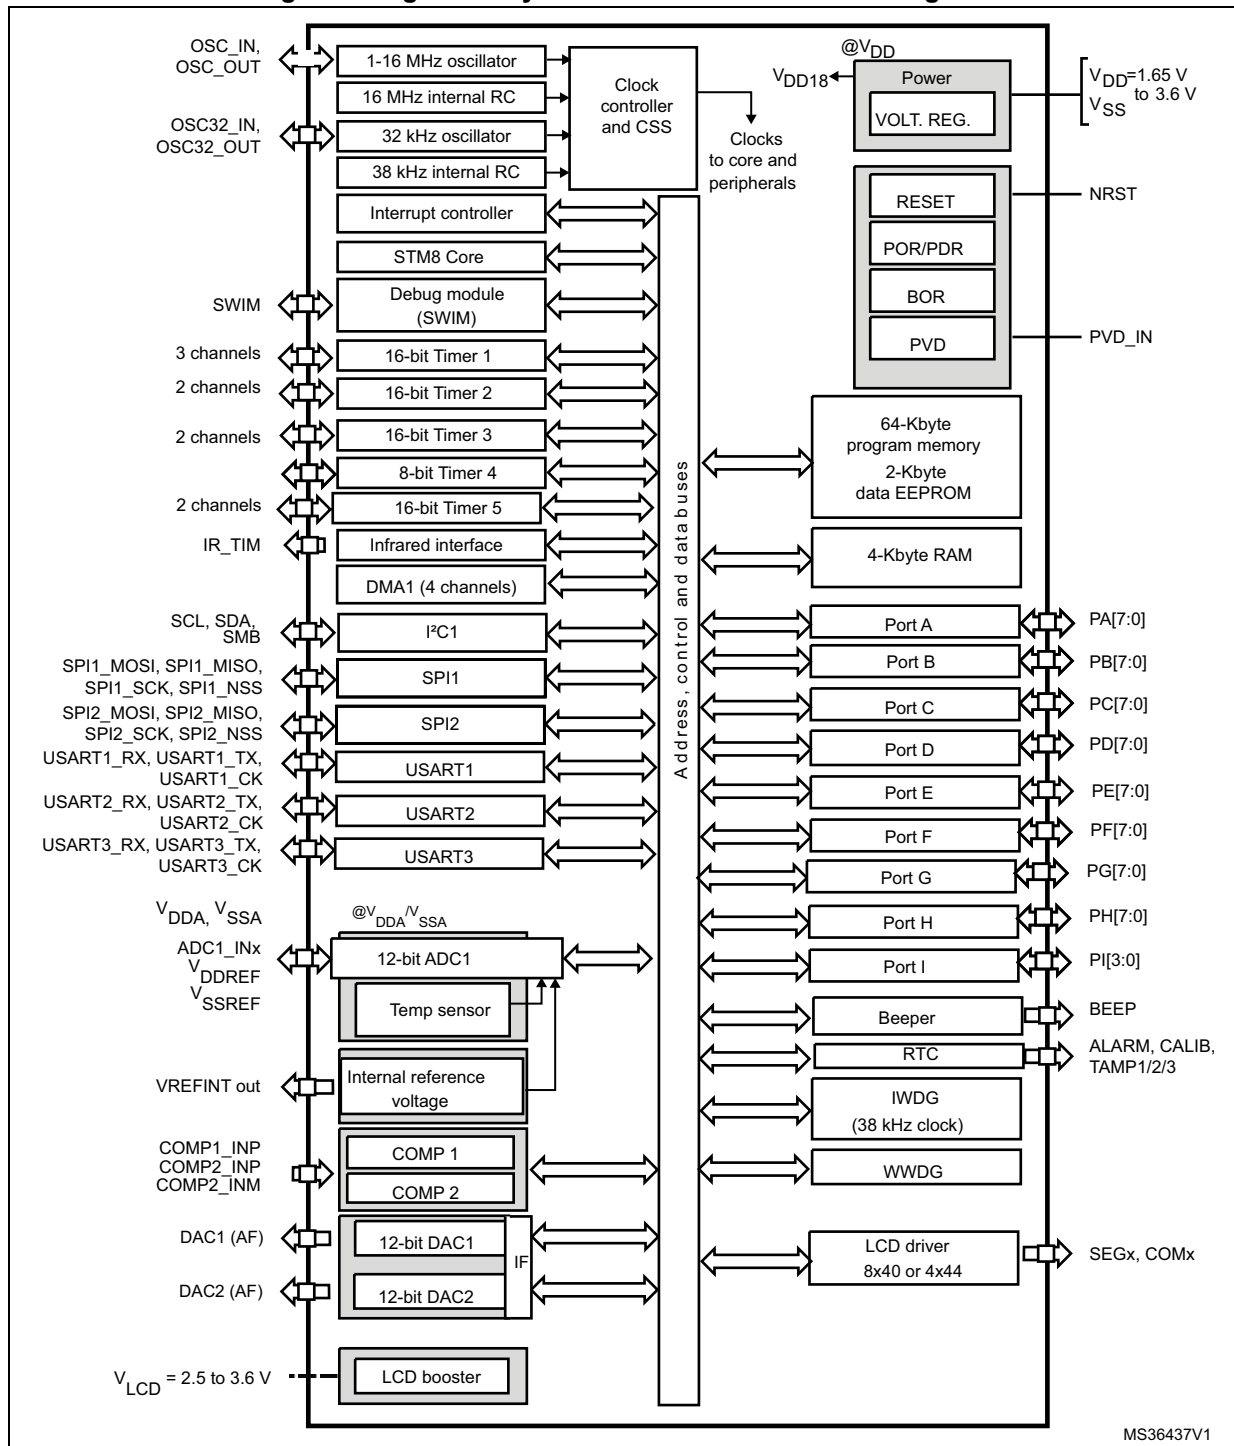 OSC_IN,
OSC_OUT
1-16 MHz oscillator
16 MHz internal RC
OSC32_IN,
OSC32_OUT
32 kHz oscillator
38 kHz internal RC
Clock
controller
and CSS
Clocks
to core and
peripherals
@VDD
VDD18
Power
VOLT. REG.
VDD=1.65 V
to 3.6 V
VSS
RESET
NRST
POR/PDR
BOR
PVD
PVD_IN
Interrupt controller
STM8 Core
SWIM
Debug module
(SWIM)
3 channels
16-bit Timer 1
2 channels
16-bit Timer 2
2 channels
16-bit Timer 3
8-bit Timer 4
2 channels
16-bit Timer 5
IR_TIM
Infrared interface
DMA1 (4 channels)
SCL, SDA,
SMB
I²C1
SPI1_MOSI, SPI1_MISO,
SPI1_SCK, SPI1_NSS
SPI1
SPI2_MOSI, SPI2_MISO,
SPI2_SCK, SPI2_NSS
SPI2
USART1_RX, USART1_TX,
USART1_CK
USART1
USART2_RX, USART2_TX,
USART2_CK
USART2
USART3_RX, USART3_TX,
USART3_CK
USART3
VDDA, VSSA
@VDDA/VSSA
ADC1_INx
VDDREF
VSSREF
12-bit ADC1
Temp sensor
VREFINT out
Internal reference
voltage
COMP1_INP
COMP2_INP
COMP2_INM
COMP 1
COMP 2
DAC1 (AF)
12-bit DAC1
IF
DAC2 (AF)
12-bit DAC2
VLCD = 2.5 to 3.6 V
LCD booster
Address, control and data buses
64-Kbyte
program memory
2-Kbyte
data EEPROM
4-Kbyte RAM
Port A
PA[7:0]
Port B
PB[7:0]
Port C
PC[7:0]
Port D
PD[7:0]
Port E
PE[7:0]
Port F
PF[7:0]
Port G
PG[7:0]
Port H
PH[7:0]
Port I
PI[3:0]
Beeper
BEEP
RTC
ALARM, CALIB,
TAMP1/2/3
IWDG
(38 kHz clock)
WWDG
LCD driver
8x40 or 4x44
SEGx, COMx
MS36437V1